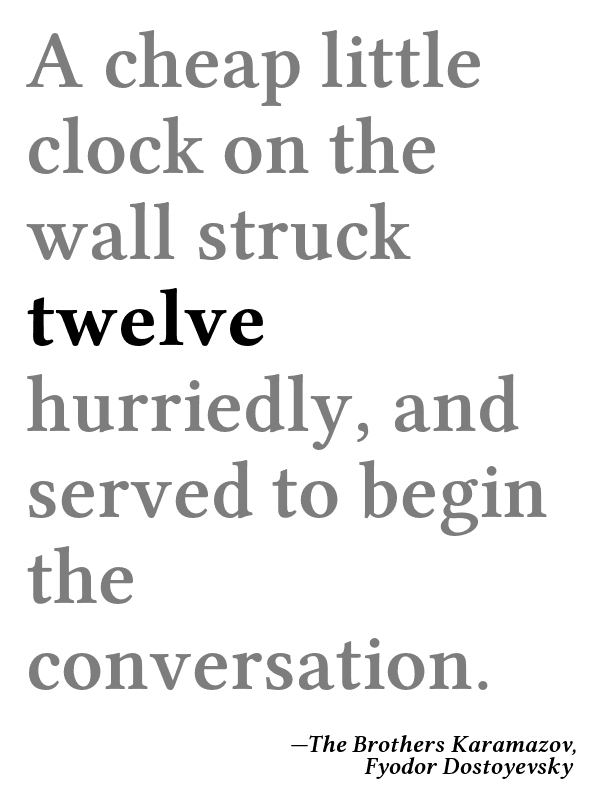 A cheap little
clock on the
wall struck
twelve
hurriedly, and
served to begin
the
conversation.
—The Brothers Karamazov,
Fyodor Dostoyevsky